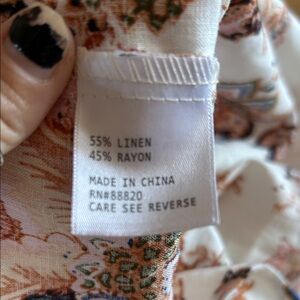 55% LINEN
45% RAYON
MADE IN CHINA
RN#88820
CARE SEE REVERSE